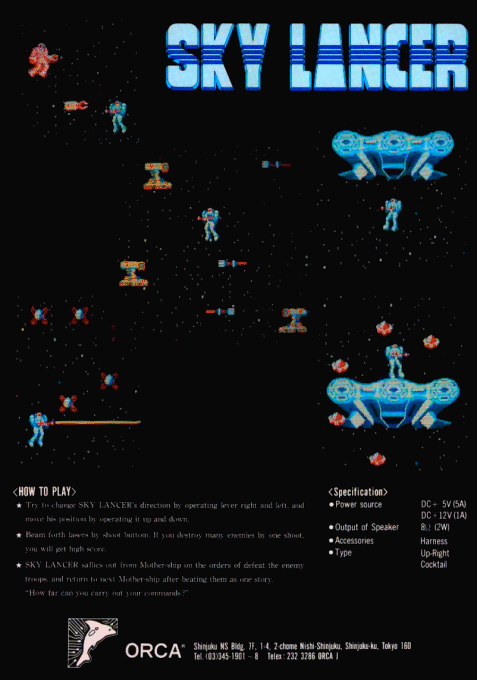 SKY LANCER
<HOW TO PLAY>
★ Try to change SKY LANCER's direction by operating lever right and left, and
move his position by operating it up and down.
★ Beam forth lasers by shoot button. If you destroy many enemies by one shoot,
you will get high score.
★ SKY LANCER sallies out from Mother-ship on the orders of defeat the enemy
troops, and return to next Mother-ship after beating them as one story.
"How far can you carry out your commands?"
<Specification>
● Power source DC + 5V (5A)
DC + 12V (1A)
● Output of Speaker 8Ω (2W)
● Accessories Harness
● Type Up-Right
Cocktail
ORCA® Shinjuku NS Bldg. 7F, 1-4, 2-chome Nishi-Shinjuku, Shinjuku-ku, Tokyo 160
Tel. (03)345-1901 ~ 8 Telex: 232 3286 ORCA J